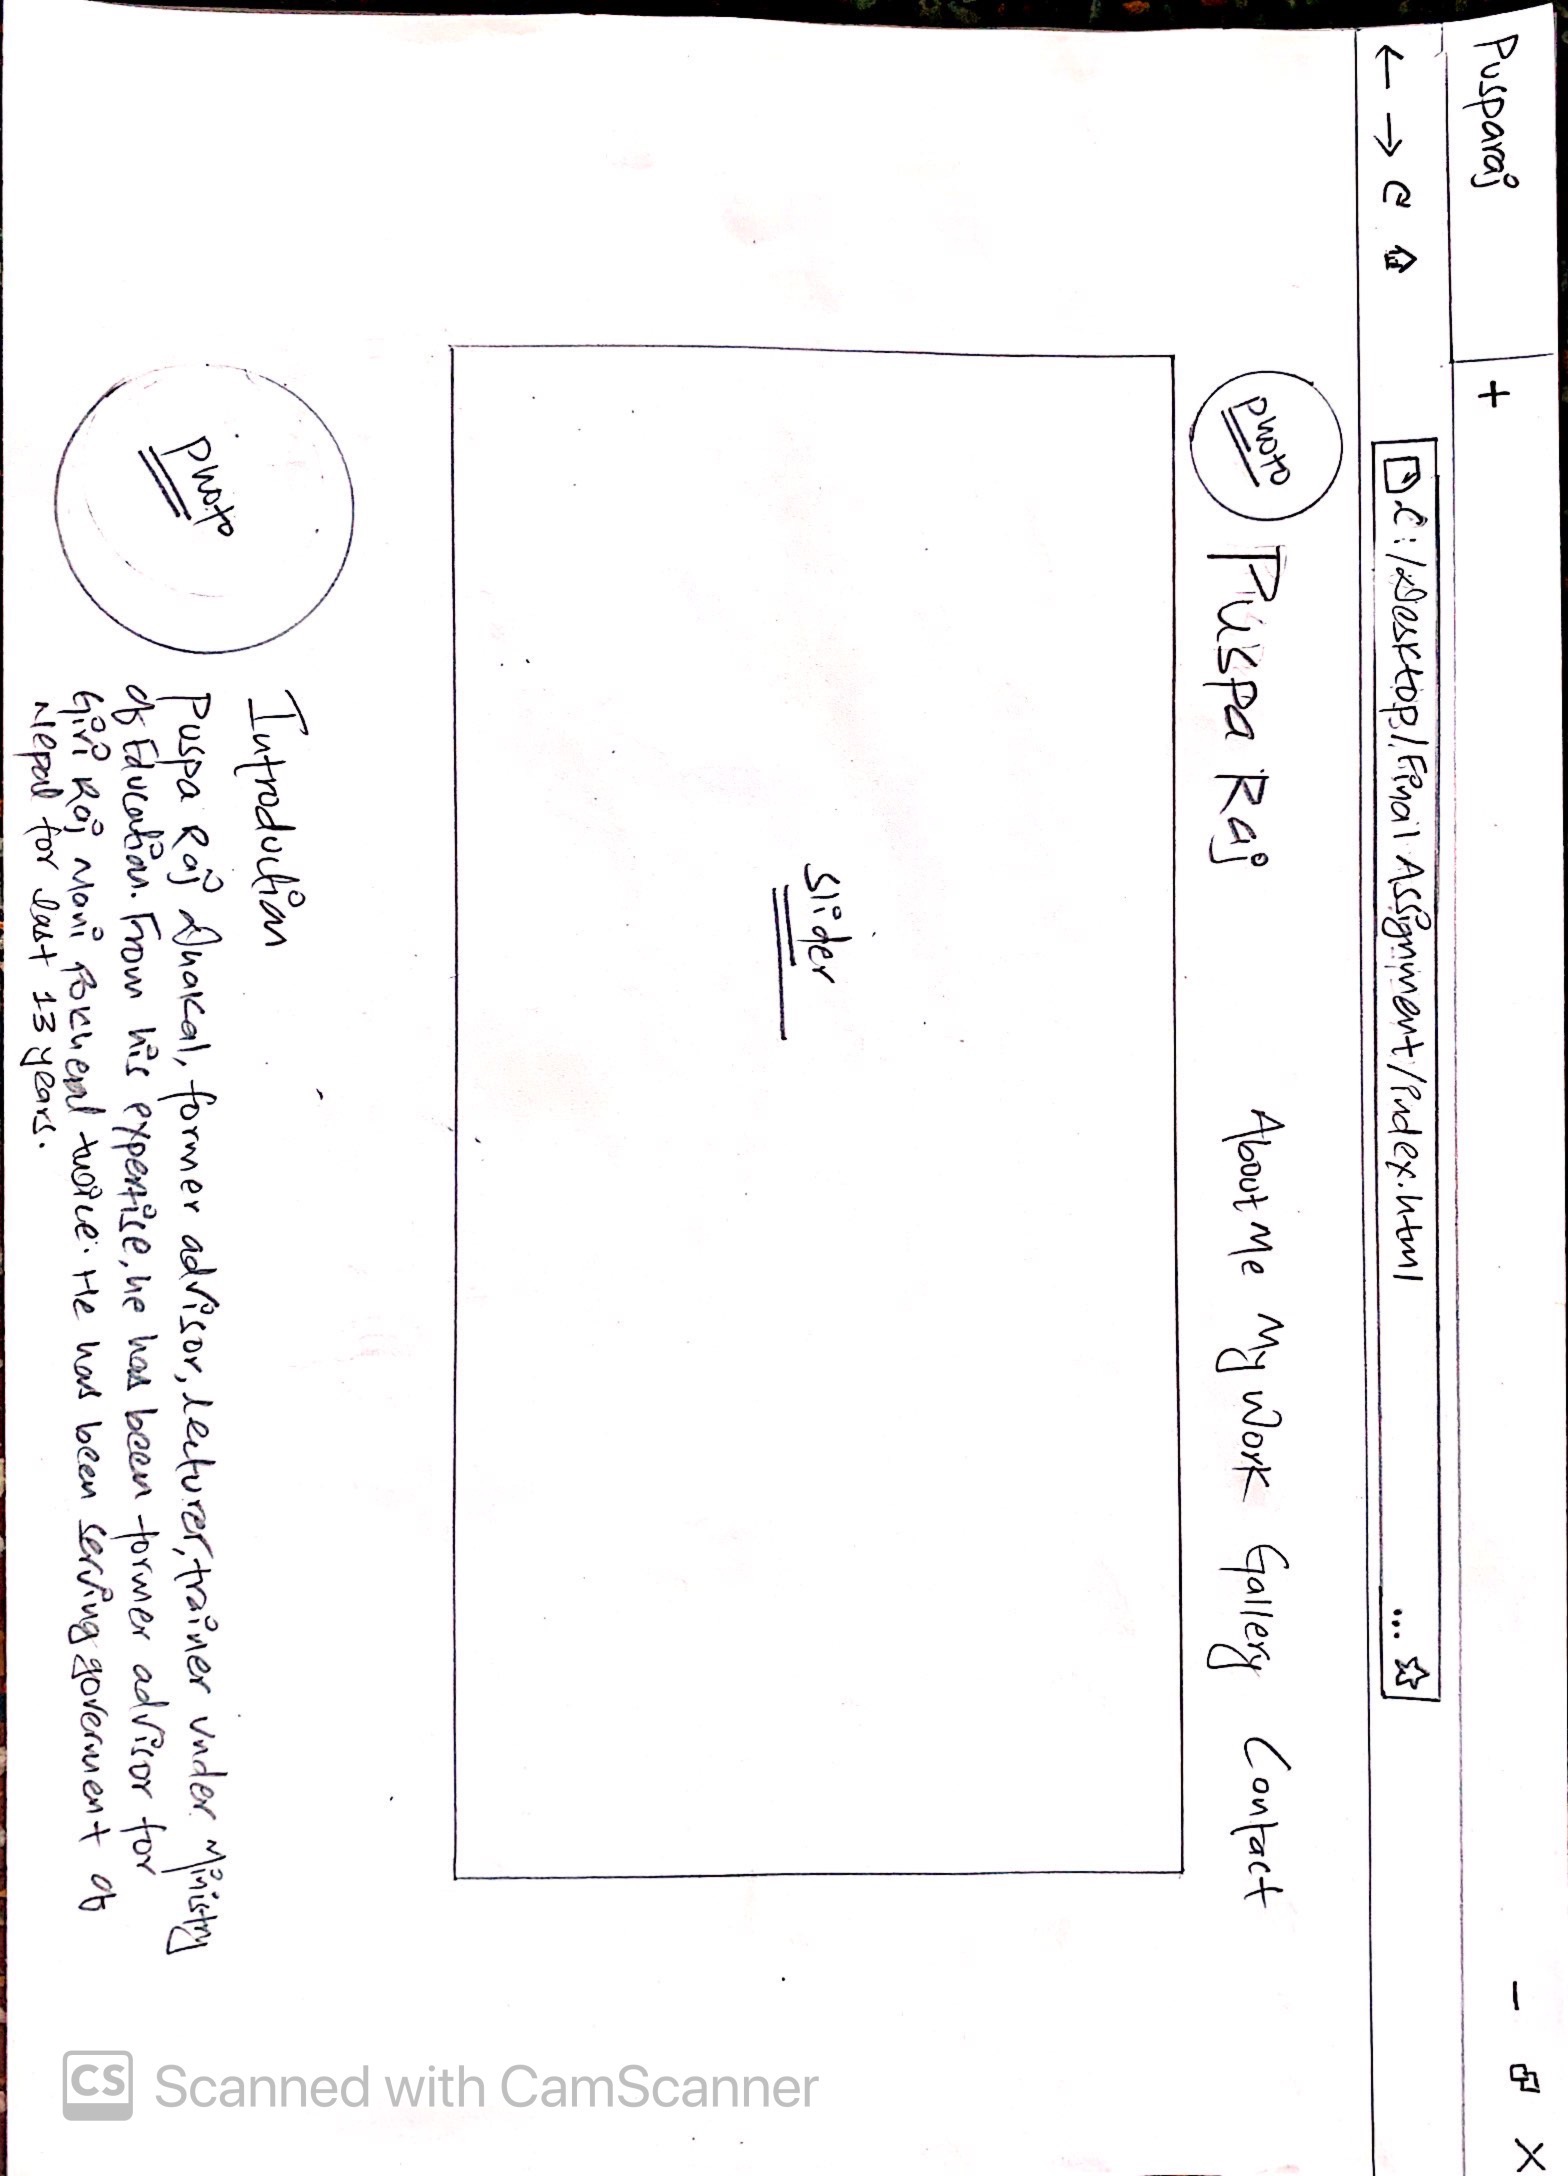 Pusparaj +
C:/Desktop/Final Assignment/index.html ...
photo Puspa Raj About Me My Work Gallery Contact
Slider
Introduction
photo
Puspa Raj Dhakal, former advisor, lecturer, trainer under Ministry
of Education. From his expertise, he has been former advisor for
Giri Raj Mani Pokheral twice. He has been serving government of
Nepal for last 13 years.
CS Scanned with CamScanner